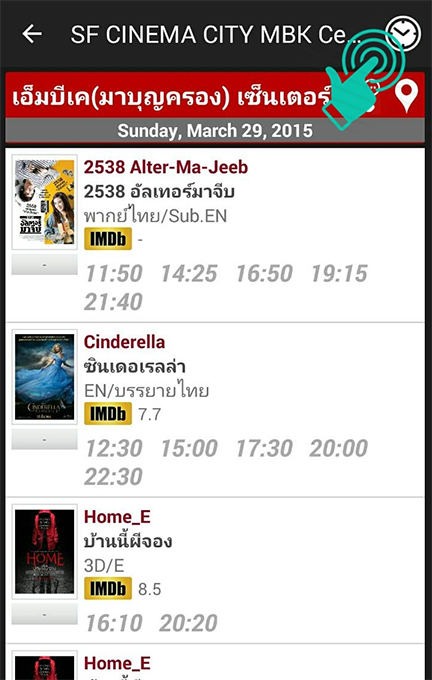 SF CINEMA CITY MBK Ce...
เอ็มบีเค(มาบุญครอง) เซ็นเตอร์
Sunday, March 29, 2015
2538 Alter-Ma-Jeeb
2538 อัลเทอร์มาจีบ
พากย์ไทย/Sub.EN
IMDb -
-
11:50 14:25 16:50 19:15
21:40
Cinderella
ซินเดอเรลล่า
EN/บรรยายไทย
IMDb 7.7
CINDERELLA
-
12:30 15:00 17:30 20:00
22:30
Home_E
บ้านนี้ผีจอง
3D/E
HOME
IMDb 8.5
-
16:10 20:20
Home_E